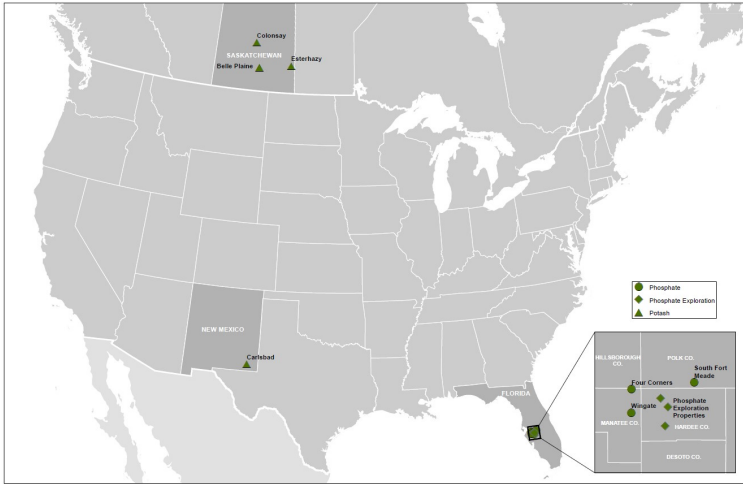 Colonsay
SASKATCHEWAN
Esterhazy
Belle Plaine
NEW MEXICO
Carlsbad
FLORIDA
Phosphate
Phosphate Exploration
Potash
HILLSBOROUGH
CO.
POLK CO.
South Fort
Meade
Four Corners
Phosphate
Exploration
Properties
Wingate
MANATEE CO.
HARDEE CO.
DESOTO CO.